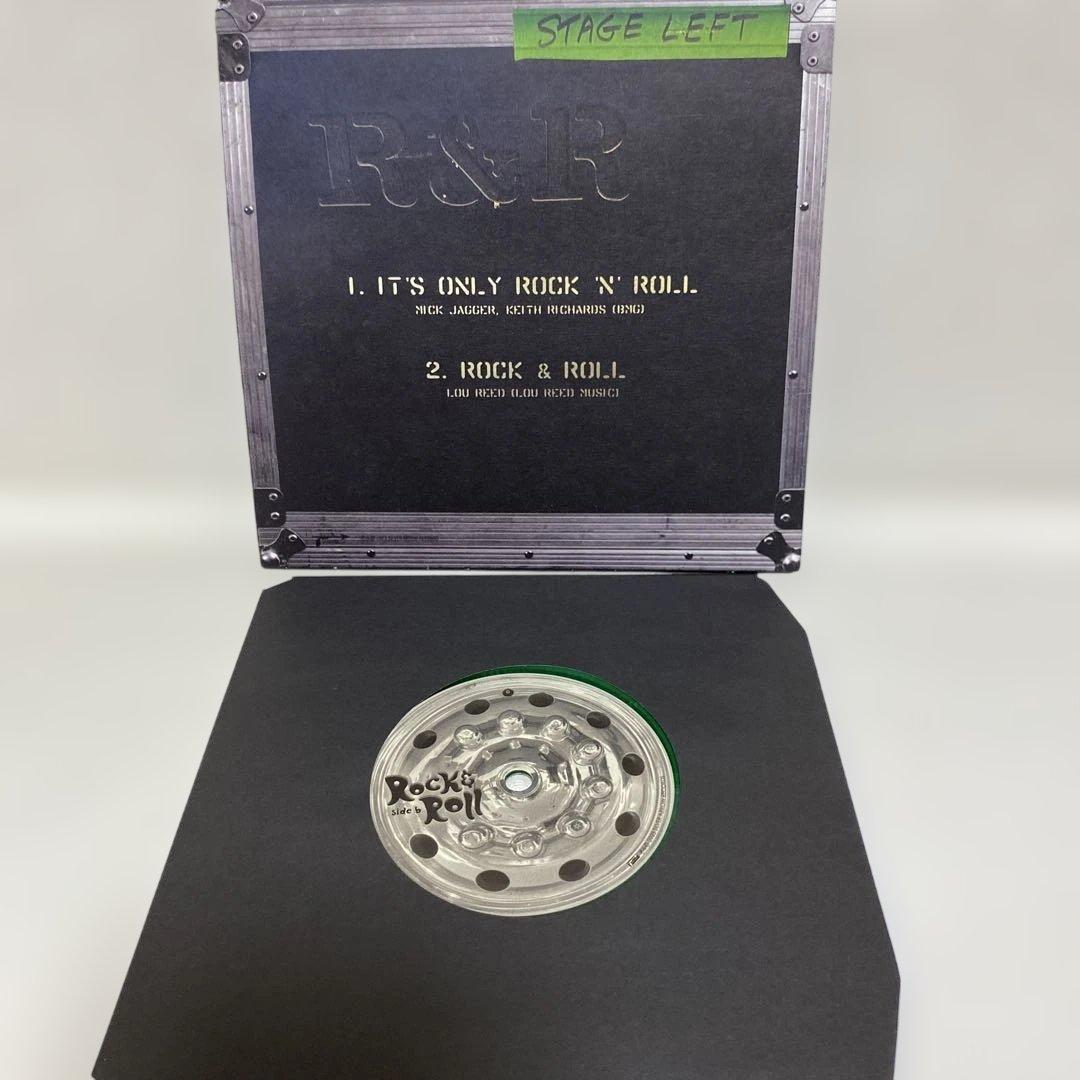 STAGE LEFT
R&R
1. IT'S ONLY ROCK 'N' ROLL
MICK JAGGER, KEITH RICHARDS (BMG)
2. ROCK & ROLL
LOU REED (LOU REED MUSIC)
Rock &
Roll
side b